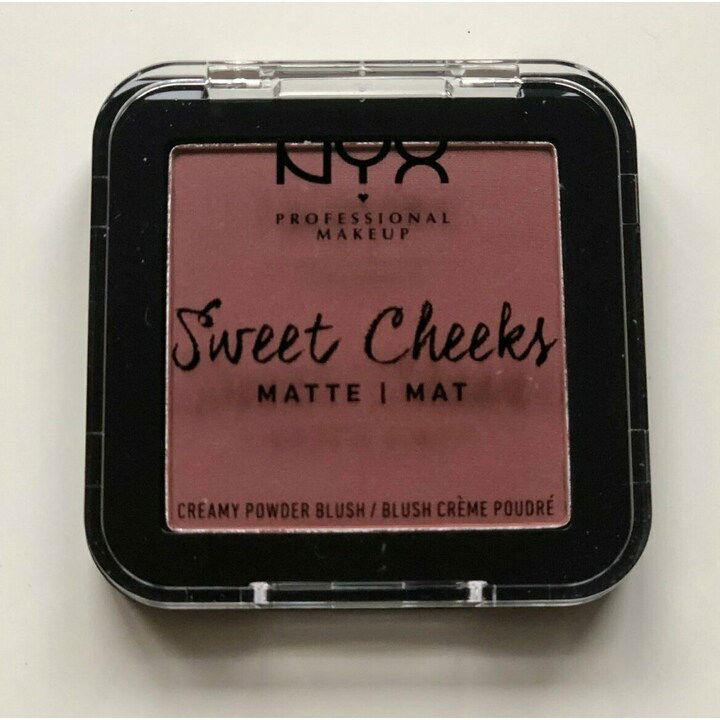 NYX
PROFESSIONAL
MAKEUP
Sweet Cheeks
MATTE | MAT
CREAMY POWDER BLUSH / BLUSH CRÈME POUDRÉ